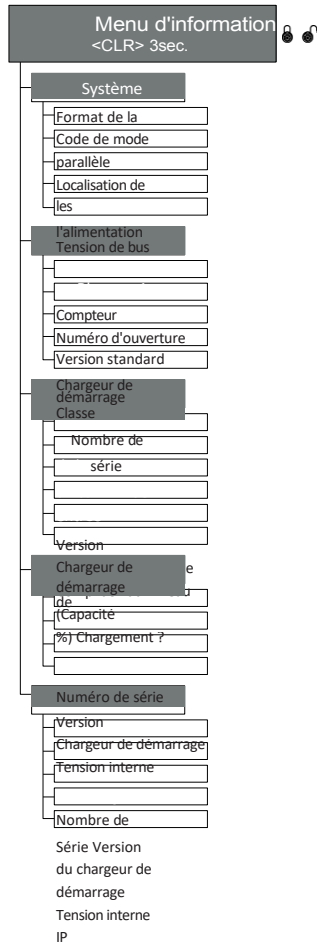 Menu d'information
<CLR> 3sec.
Système
Format de la
Code de mode
parallèle
Localisation de
les
l'alimentation
Tension de bus
Compteur
Numéro d'ouverture
Version standard
Chargeur de
démarrage
Classe
Nombre de
série
Version
Chargeur de
e
démarrage
de
(Capacité
%) Chargement ?
Numéro de série
Version
Chargeur de démarrage
Tension interne
Nombre de
Série Version
du chargeur de
démarrage
Tension interne
IP